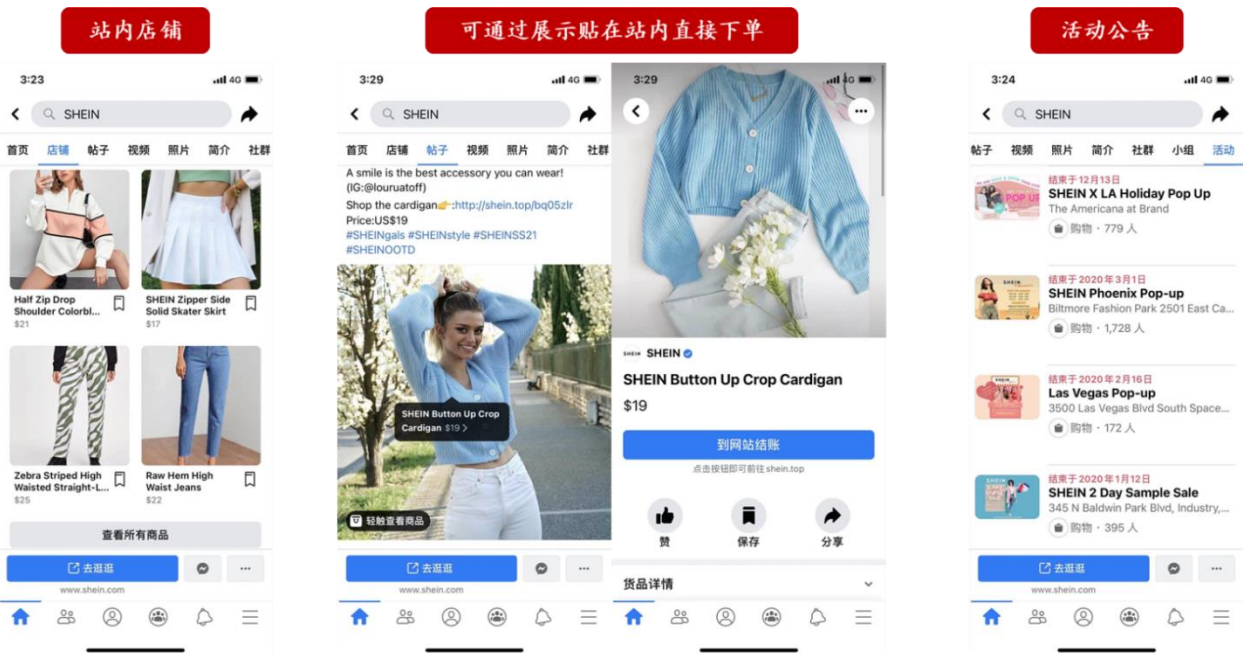 站内店铺
3:23
4G
SHEIN
首页 店铺 帖子 视频 照片 简介 社群
Half Zip Drop
Shoulder Colorbl...
$21
SHEIN Zipper Side
Solid Skater Skirt
$17
Zebra Striped High
Waisted Straight-L...
$25
Raw Hem High
Waist Jeans
$22
查看所有商品
去逛逛
www.shein.com
可通过展示贴在站内直接下单
3:29
4G
SHEIN
首页 店铺 帖子 视频 照片 简介 社群
A smile is the best accessory you can wear!
(IG:@louruatoff)
Shop the cardigan👉:http://shein.top/bq05zlr
Price:US$19
#SHEINgals #SHEINstyle #SHEINSS21
#SHEINOOTD
SHEIN Button Up Crop
Cardigan $19
轻触查看商品
去逛逛
www.shein.com
3:29
4G
SHEIN SHEIN
SHEIN Button Up Crop Cardigan
$19
到网站结账
点击按钮即可前往shein.top
赞 保存 分享
货品详情
活动公告
3:24
4G
SHEIN
帖子 视频 照片 简介 社群 小组 活动
结束于12月13日
SHEIN X LA Holiday Pop Up
The Americana at Brand
购物 · 779 人
结束于2020年3月1日
SHEIN Phoenix Pop-up
Biltmore Fashion Park 2501 East Ca...
购物 · 1,728 人
结束于2020年2月16日
Las Vegas Pop-up
3500 Las Vegas Blvd South Space...
购物 · 172 人
结束于2020年1月12日
SHEIN 2 Day Sample Sale
345 N Baldwin Park Blvd, Industry,...
购物 · 395 人
去逛逛
www.shein.com